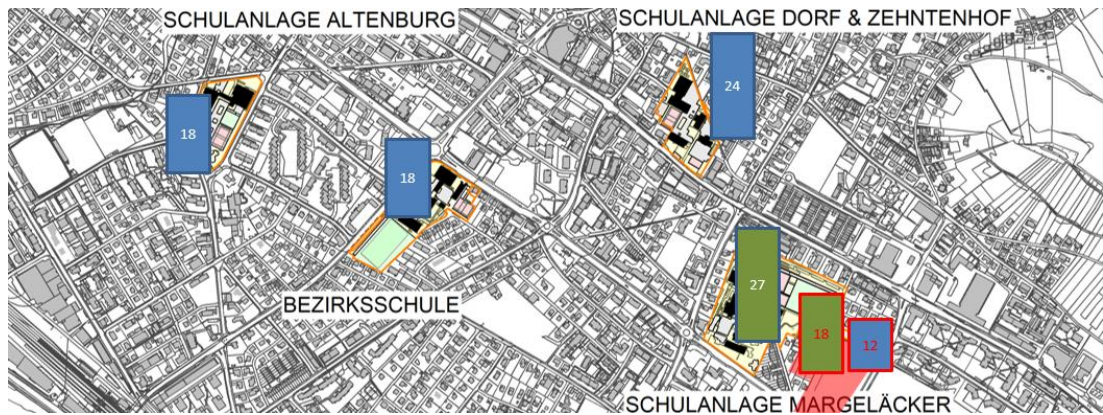 SCHULANLAGE ALTENBURG
SCHULANLAGE DORF & ZEHNTENHOF
24
18
18
BEZIRKSSCHULE
27
18
12
SCHULANLAGE MARGELÄCKER